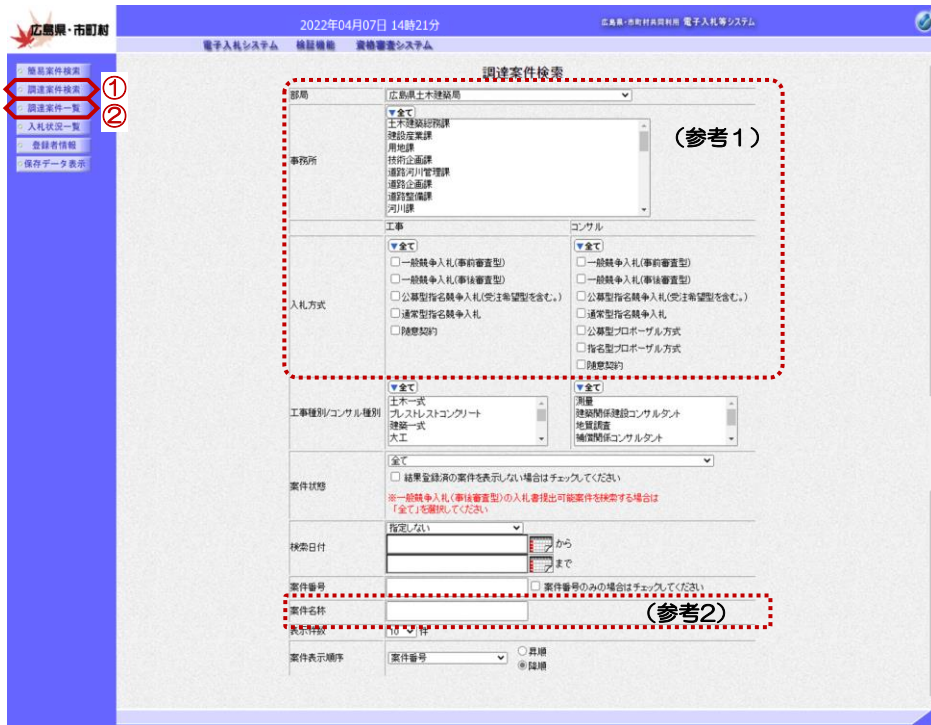 広島県・市町村
2022年04月07日 14時21分
広島県・市町村共同利用 電子入札等システム
電子入札システム 検証機能 資格審査システム
簡易案件検索
調達案件検索
①
調達案件一覧
②
入札状況一覧
登録者情報
保存データ表示
調達案件検索
部局
広島県土木建築局
事務所
▼全て
土木建築総務課
建設産業課
用地課
技術企画課
道路河川管理課
道路企画課
道路整備課
河川課
(参考1)
入札方式
工事
コンサル
▼全て
▼全て
一般競争入札(事前審査型)
一般競争入札(事前審査型)
一般競争入札(事後審査型)
一般競争入札(事後審査型)
公募型指名競争入札(受注希望型を含む。)
公募型指名競争入札(受注希望型を含む。)
通常型指名競争入札
通常型指名競争入札
随意契約
公募型プロポーザル方式
指名型プロポーザル方式
随意契約
工事種別/コンサル種別
▼全て
▼全て
土木一式
測量
プレストレストコンクリート
建築関係建設コンサルタント
建築一式
地質調査
大工
補償関係コンサルタント
案件状態
全て
結果登録済の案件を表示しない場合はチェックしてください
※一般競争入札(事後審査型)の入札書提出可能案件を検索する場合は
「全て」を選択してください
検索日付
指定しない
から
まで
案件番号
案件番号のみの場合はチェックしてください
案件名称
(参考2)
表示件数
10 件
案件表示順序
案件番号
昇順
降順